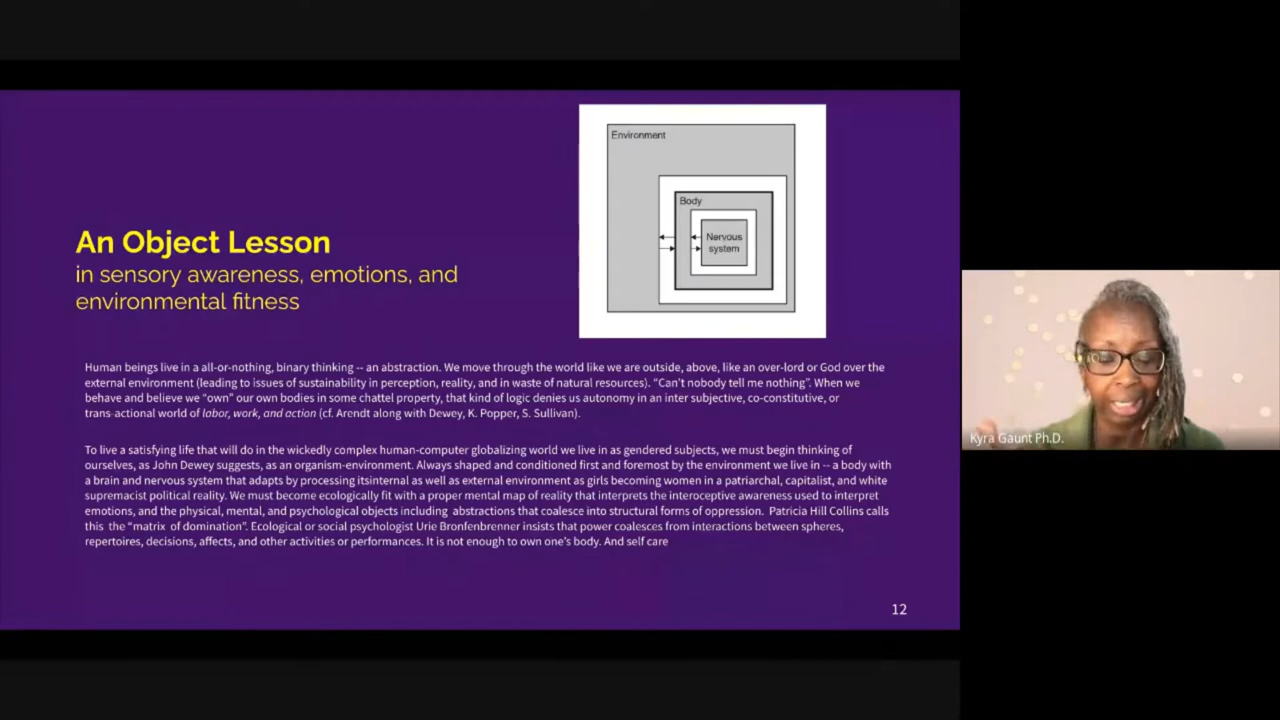 Environment
Body
Nervous
system
An Object Lesson
in sensory awareness, emotions, and
environmental fitness
Human beings live in a all-or-nothing, binary thinking -- an abstraction. We move through the world like we are outside, above, like an over-lord or God over the
external environment (leading to issues of sustainability in perception, reality, and in waste of natural resources). “Can't nobody tell me nothing”. When we
behave and believe we “own” our own bodies in some chattel property, that kind of logic denies us autonomy in an inter subjective, co-constitutive, or
trans-actional world of labor, work, and action (cf. Arendt along with Dewey, K. Popper, S. Sullivan).
To live a satisfying life that will do in the wickedly complex human-computer globalizing world we live in as gendered subjects, we must begin thinking of
ourselves, as John Dewey suggests, as an organism-environment. Always shaped and conditioned first and foremost by the environment we live in -- a body with
a brain and nervous system that adapts by processing itsinternal as well as external environment as girls becoming women in a patriarchal, capitalist, and white
supremacist political reality. We must become ecologically fit with a proper mental map of reality that interprets the interoceptive awareness used to interpret
emotions, and the physical, mental, and psychological objects including abstractions that coalesce into structural forms of oppression. Patricia Hill Collins calls
this the “matrix of domination”. Ecological or social psychologist Urie Bronfenbrenner insists that power coalesces from interactions between spheres,
repertoires, decisions, affects, and other activities or performances. It is not enough to own one's body. And self care
12
Kyra Gaunt Ph.D.